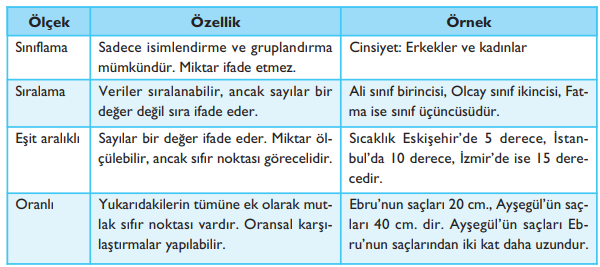 Ölçek Özellik Örnek
Sınıflama Sadece isimlendirme ve gruplandırma Cinsiyet: Erkekler ve kadınlar
mümkündür. Miktar ifade etmez.
Sıralama Veriler sıralanabilir, ancak sayılar bir Ali sınıf birincisi, Olcay sınıf ikincisi, Fat-
değer değil sıra ifade eder. ma ise sınıf üçüncüsüdür.
Eşit aralıklı Sayılar bir değer ifade eder. Miktar öl- Sıcaklık Eskişehir’de 5 derece, İstan-
çülebilir, ancak sıfır noktası görecelidir. bul’da 10 derece, İzmir’de ise 15 dere-
cedir.
Oranlı Yukarıdakilerin tümüne ek olarak mut- Ebru’nun saçları 20 cm., Ayşegül’ün saç-
lak sıfır noktası vardır. Oransal karşı- ları 40 cm. dir. Ayşegül’ün saçları Eb-
laştırmalar yapılabilir. ru’nun saçlarından iki kat daha uzundur.